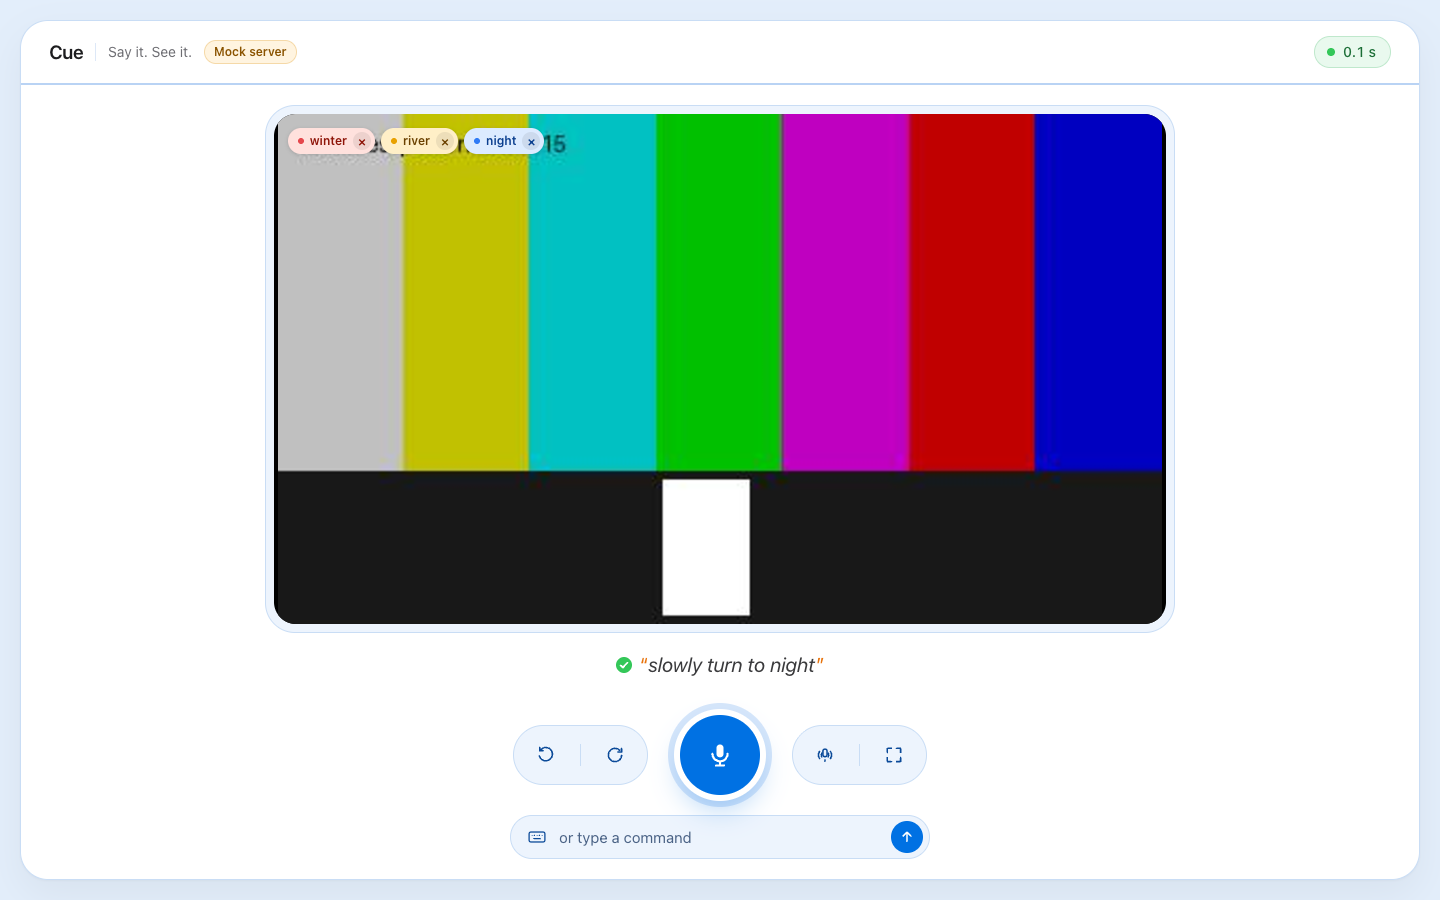 Cue
Say it. See it.
Mock server
0.1 s
winter × river × night ×
15
"slowly turn to night"
or type a command